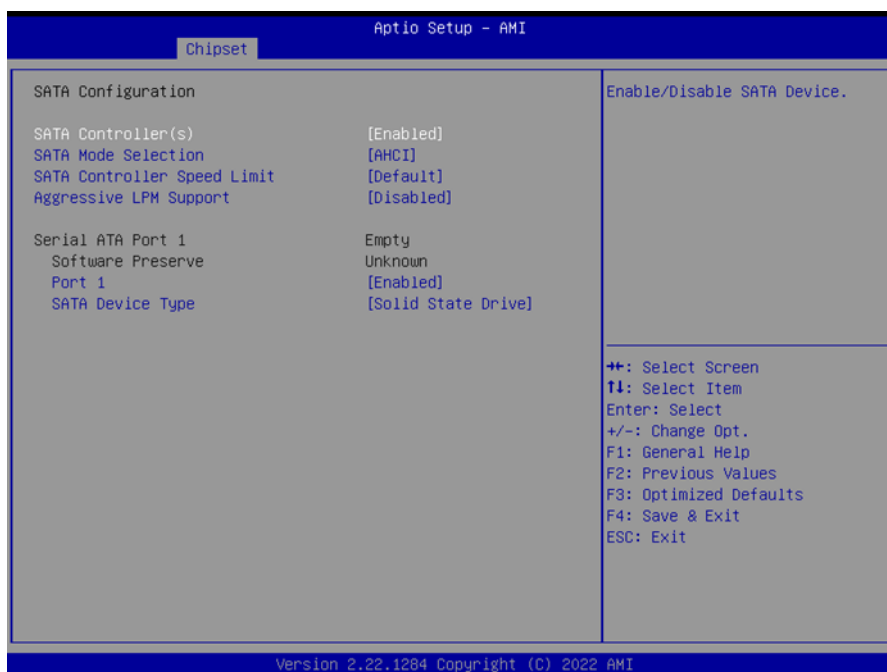 Aptio Setup – AMI
Chipset
SATA Configuration
SATA Controller(s) [Enabled]
SATA Mode Selection [AHCI]
SATA Controller Speed Limit [Default]
Aggressive LPM Support [Disabled]
Serial ATA Port 1 Empty
Software Preserve Unknown
Port 1 [Enabled]
SATA Device Type [Solid State Drive]
Enable/Disable SATA Device.
→←: Select Screen
↑↓: Select Item
Enter: Select
+/-: Change Opt.
F1: General Help
F2: Previous Values
F3: Optimized Defaults
F4: Save & Exit
ESC: Exit
Version 2.22.1284 Copyright (C) 2022 AMI